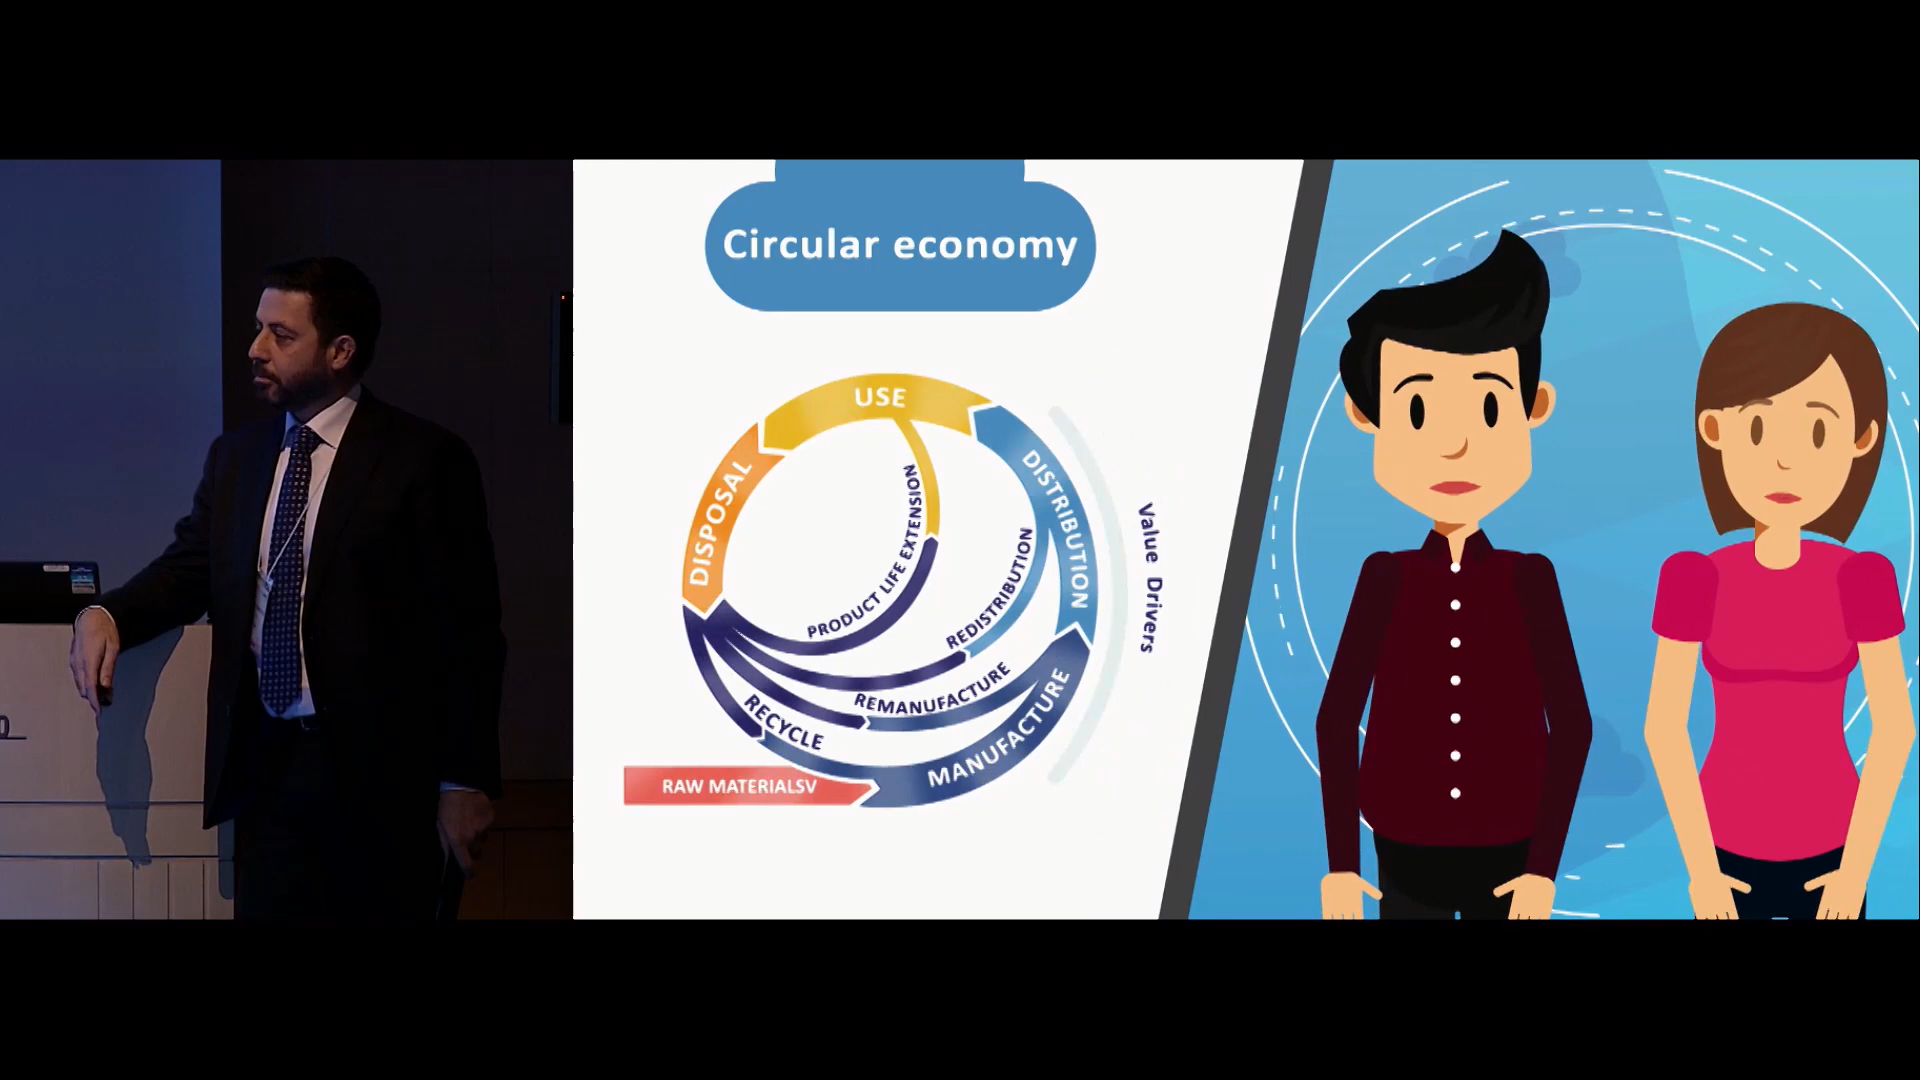 Circular economy
USE
DISTRIBUTION
DISPOSAL
PRODUCT LIFE EXTENSION
REDISTRIBUTION
REMANUFACTURE
RECYCLE
MANUFACTURE
RAW MATERIALSV
Value Drivers